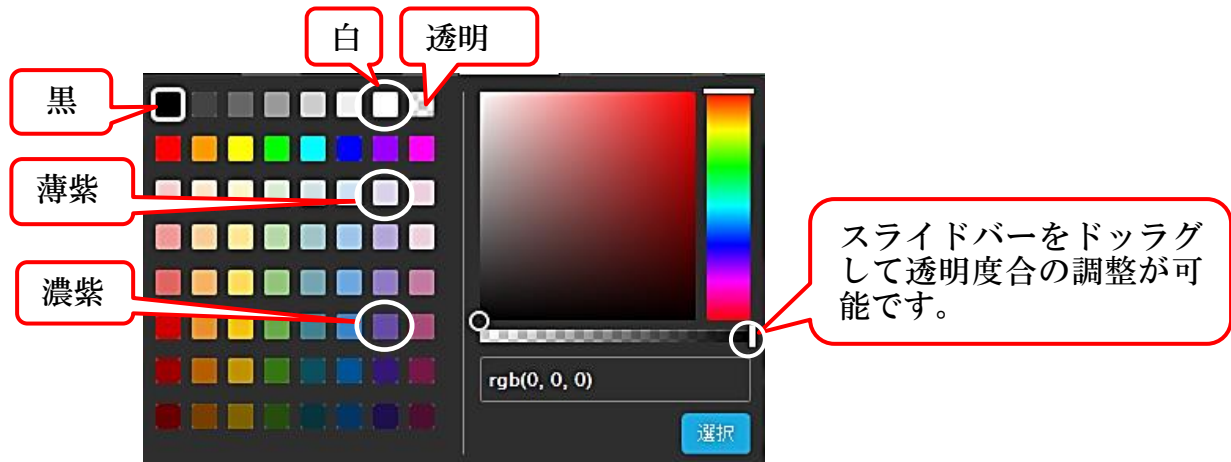 白
透明
黒
薄紫
濃紫
スライドバーをドッラグ
して透明度合の調整が可
能です。
rgb(0, 0, 0)
選択